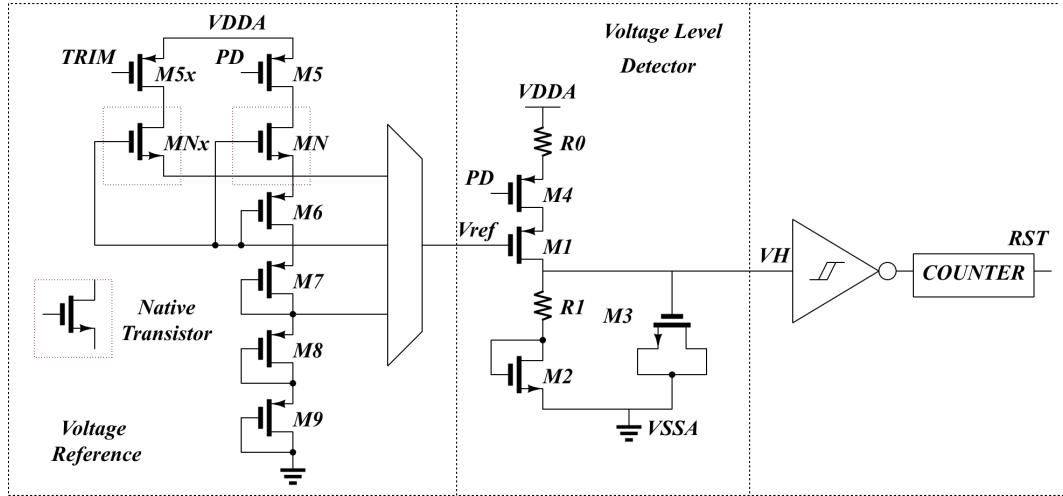 VDDA
TRIM
M5x
PD
M5
MNx
MN
M6
M7
M8
M9
Native
Transistor
Voltage
Reference
Voltage Level
Detector
VDDA
R0
PD
M4
Vref
M1
R1
M3
M2
VSSA
VH
COUNTER
RST